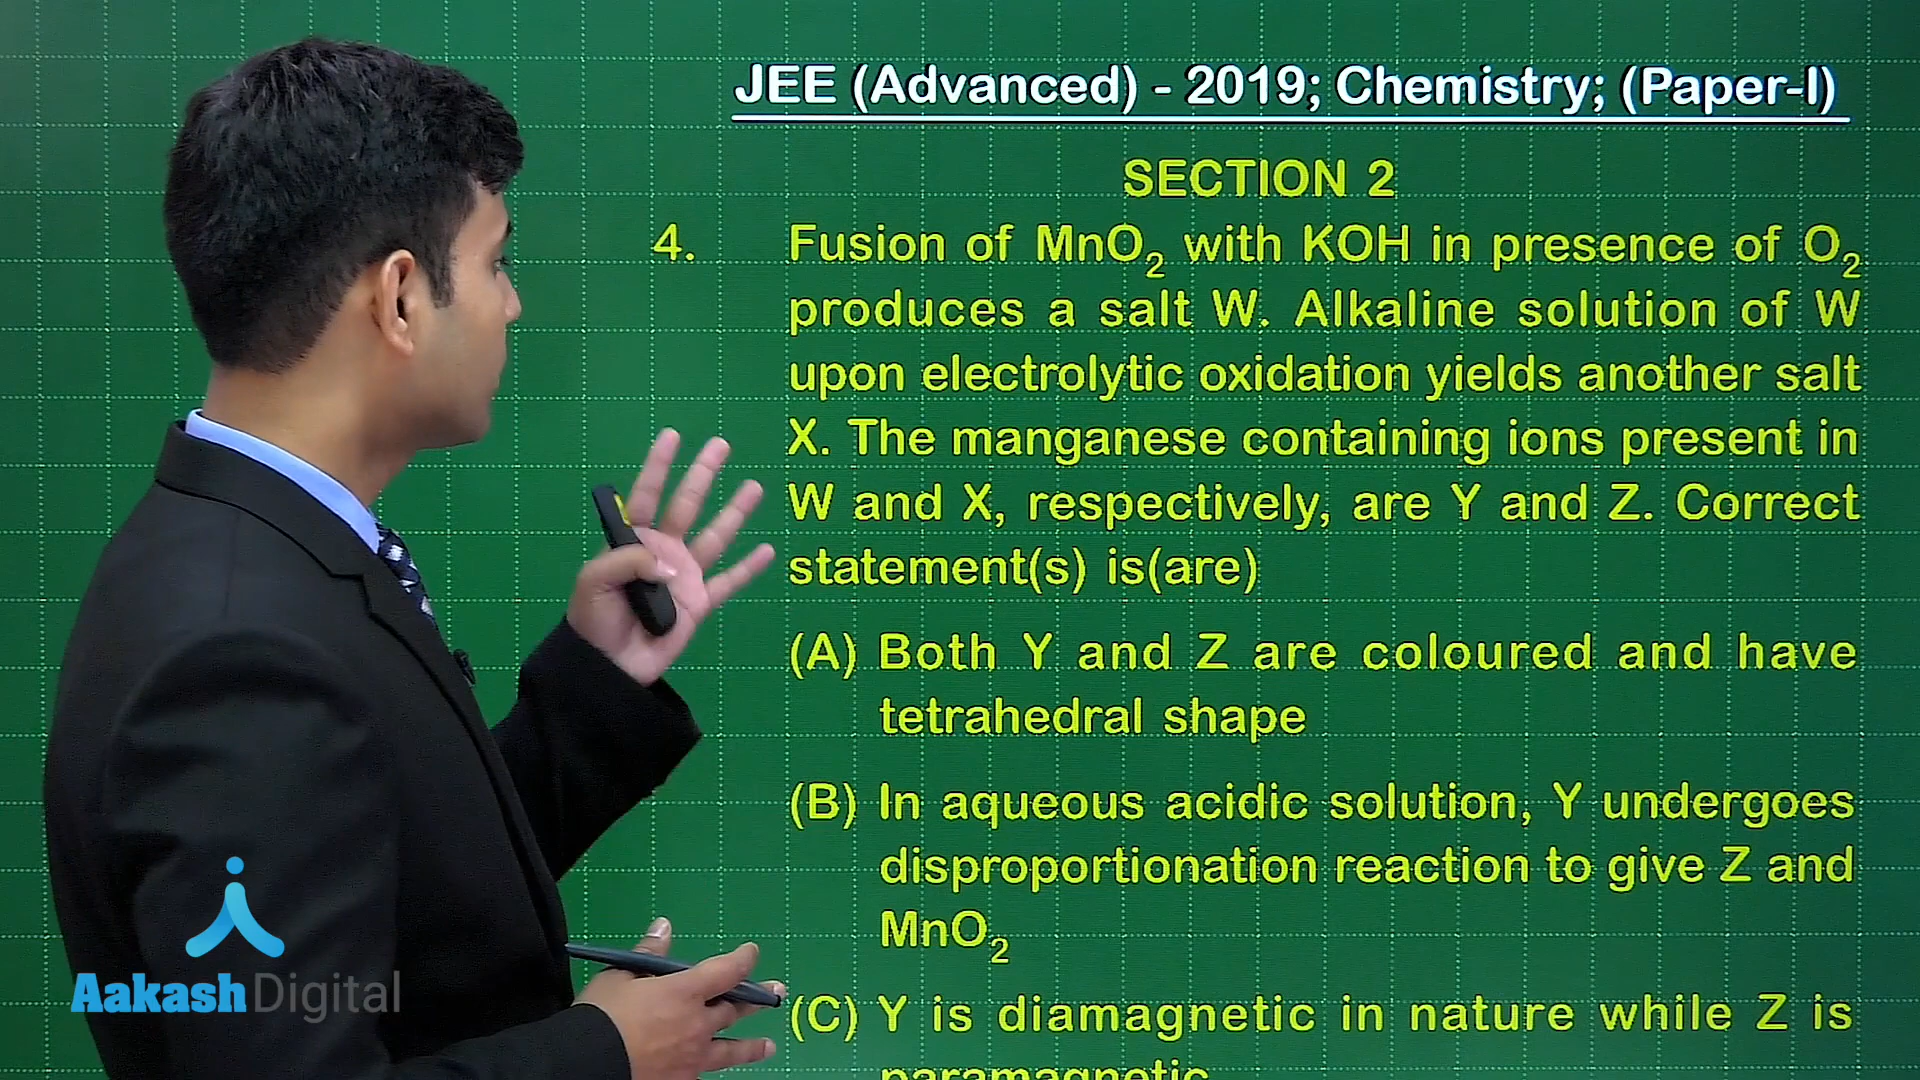 JEE (Advanced) - 2019; Chemistry; (Paper-I)
SECTION 2
4. Fusion of MnO₂ with KOH in presence of O₂
produces a salt W. Alkaline solution of W
upon electrolytic oxidation yields another salt
X. The manganese containing ions present in
W and X, respectively, are Y and Z. Correct
statement(s) is(are)
(A) Both Y and Z are coloured and have
tetrahedral shape
(B) In aqueous acidic solution, Y undergoes
disproportionation reaction to give Z and
MnO₂
(C) Y is diamagnetic in nature while Z is
paramagnetic
Aakash Digital